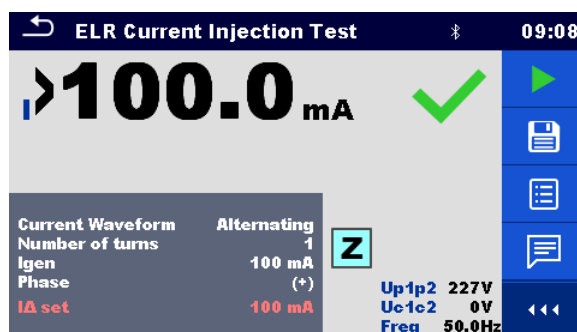 ELR Current Injection Test 09:08
I >100.0 mA
Current Waveform Alternating
Number of turns 1
Igen 100 mA
Phase (+)
IΔ set 100 mA
Z
Up1p2 227V
Uc1c2 0V
Freq 50.0Hz